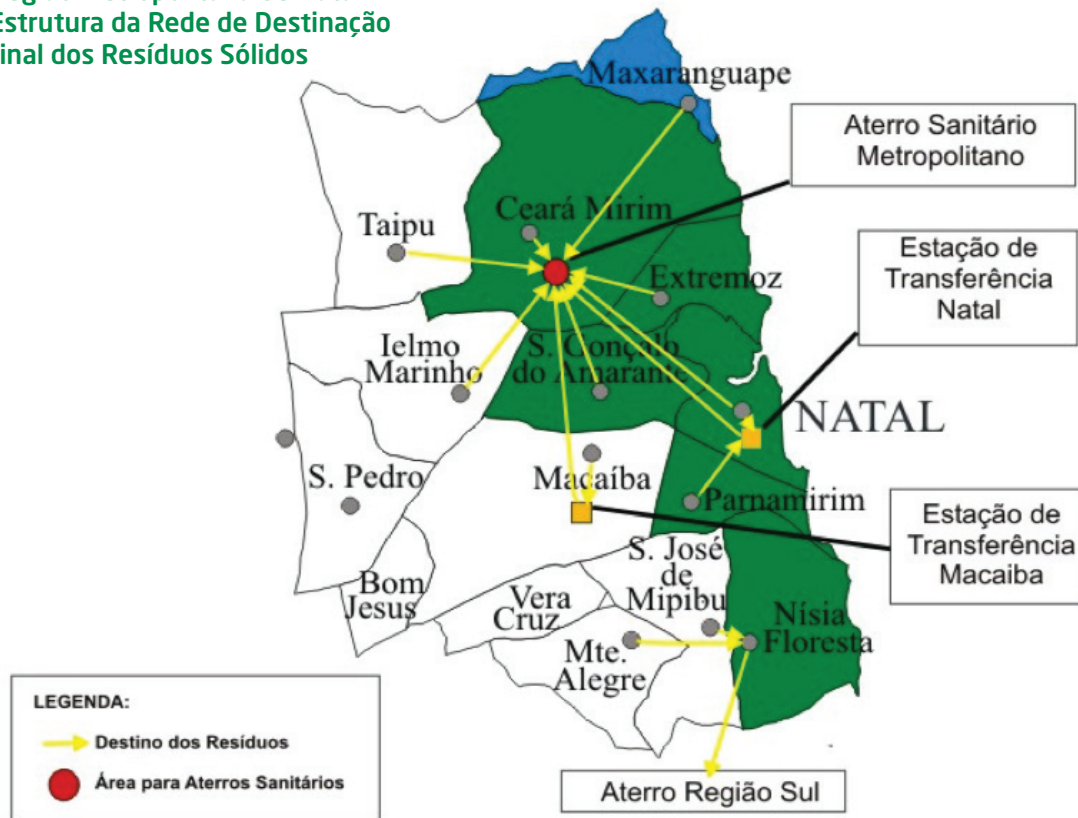 Estrutura da Rede de Destinação
Final dos Resíduos Sólidos
Maxaranguape
Aterro Sanitário
Metropolitano
Ceará Mirim
Taipu
Estação de
Transferência
Natal
Extremoz
Ielmo
Marinho
S. Gonçalo
do Amarante
NATAL
S. Pedro
Macaíba
Parnamirim
Estação de
Transferência
Macaiba
S. José
de
Mipibu
Bom
Jesus
Vera
Cruz
Nísia
Floresta
Mte.
Alegre
LEGENDA:
Destino dos Resíduos
Área para Aterros Sanitários
Aterro Região Sul